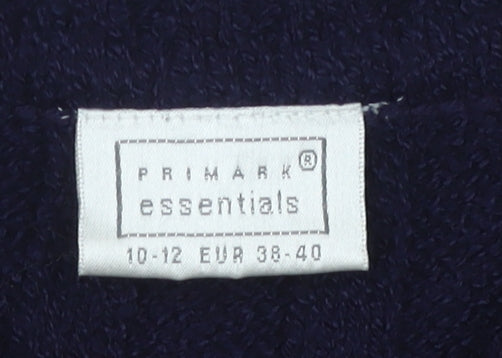 PRIMARK®
essentials
10-12 EUR 38-40